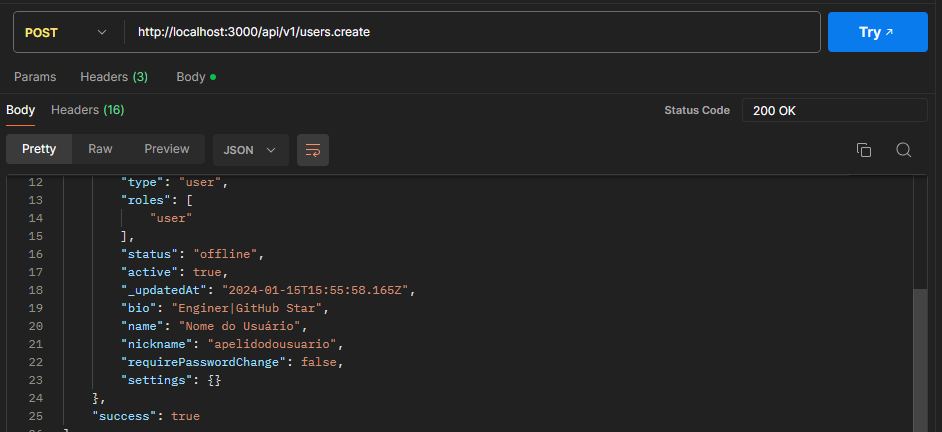 POST http://localhost:3000/api/v1/users.create Try ↗
Params Headers (3) Body
Body Headers (16) Status Code 200 OK
Pretty Raw Preview JSON
12 "type": "user",
13 "roles": [
14 "user"
15 ],
16 "status": "offline",
17 "active": true,
18 "_updatedAt": "2024-01-15T15:55:58.165Z",
19 "bio": "Enginer|GitHub Star",
20 "name": "Nome do Usuário",
21 "nickname": "apelidodousuario",
22 "requirePasswordChange": false,
23 "settings": {}
24 },
25 "success": true